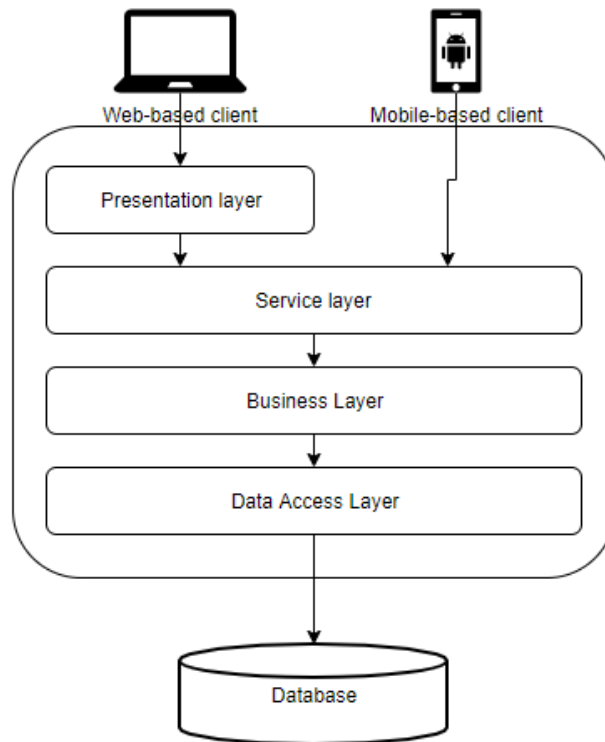 Web-based client
Mobile-based client
Presentation layer
Service layer
Business Layer
Data Access Layer
Database